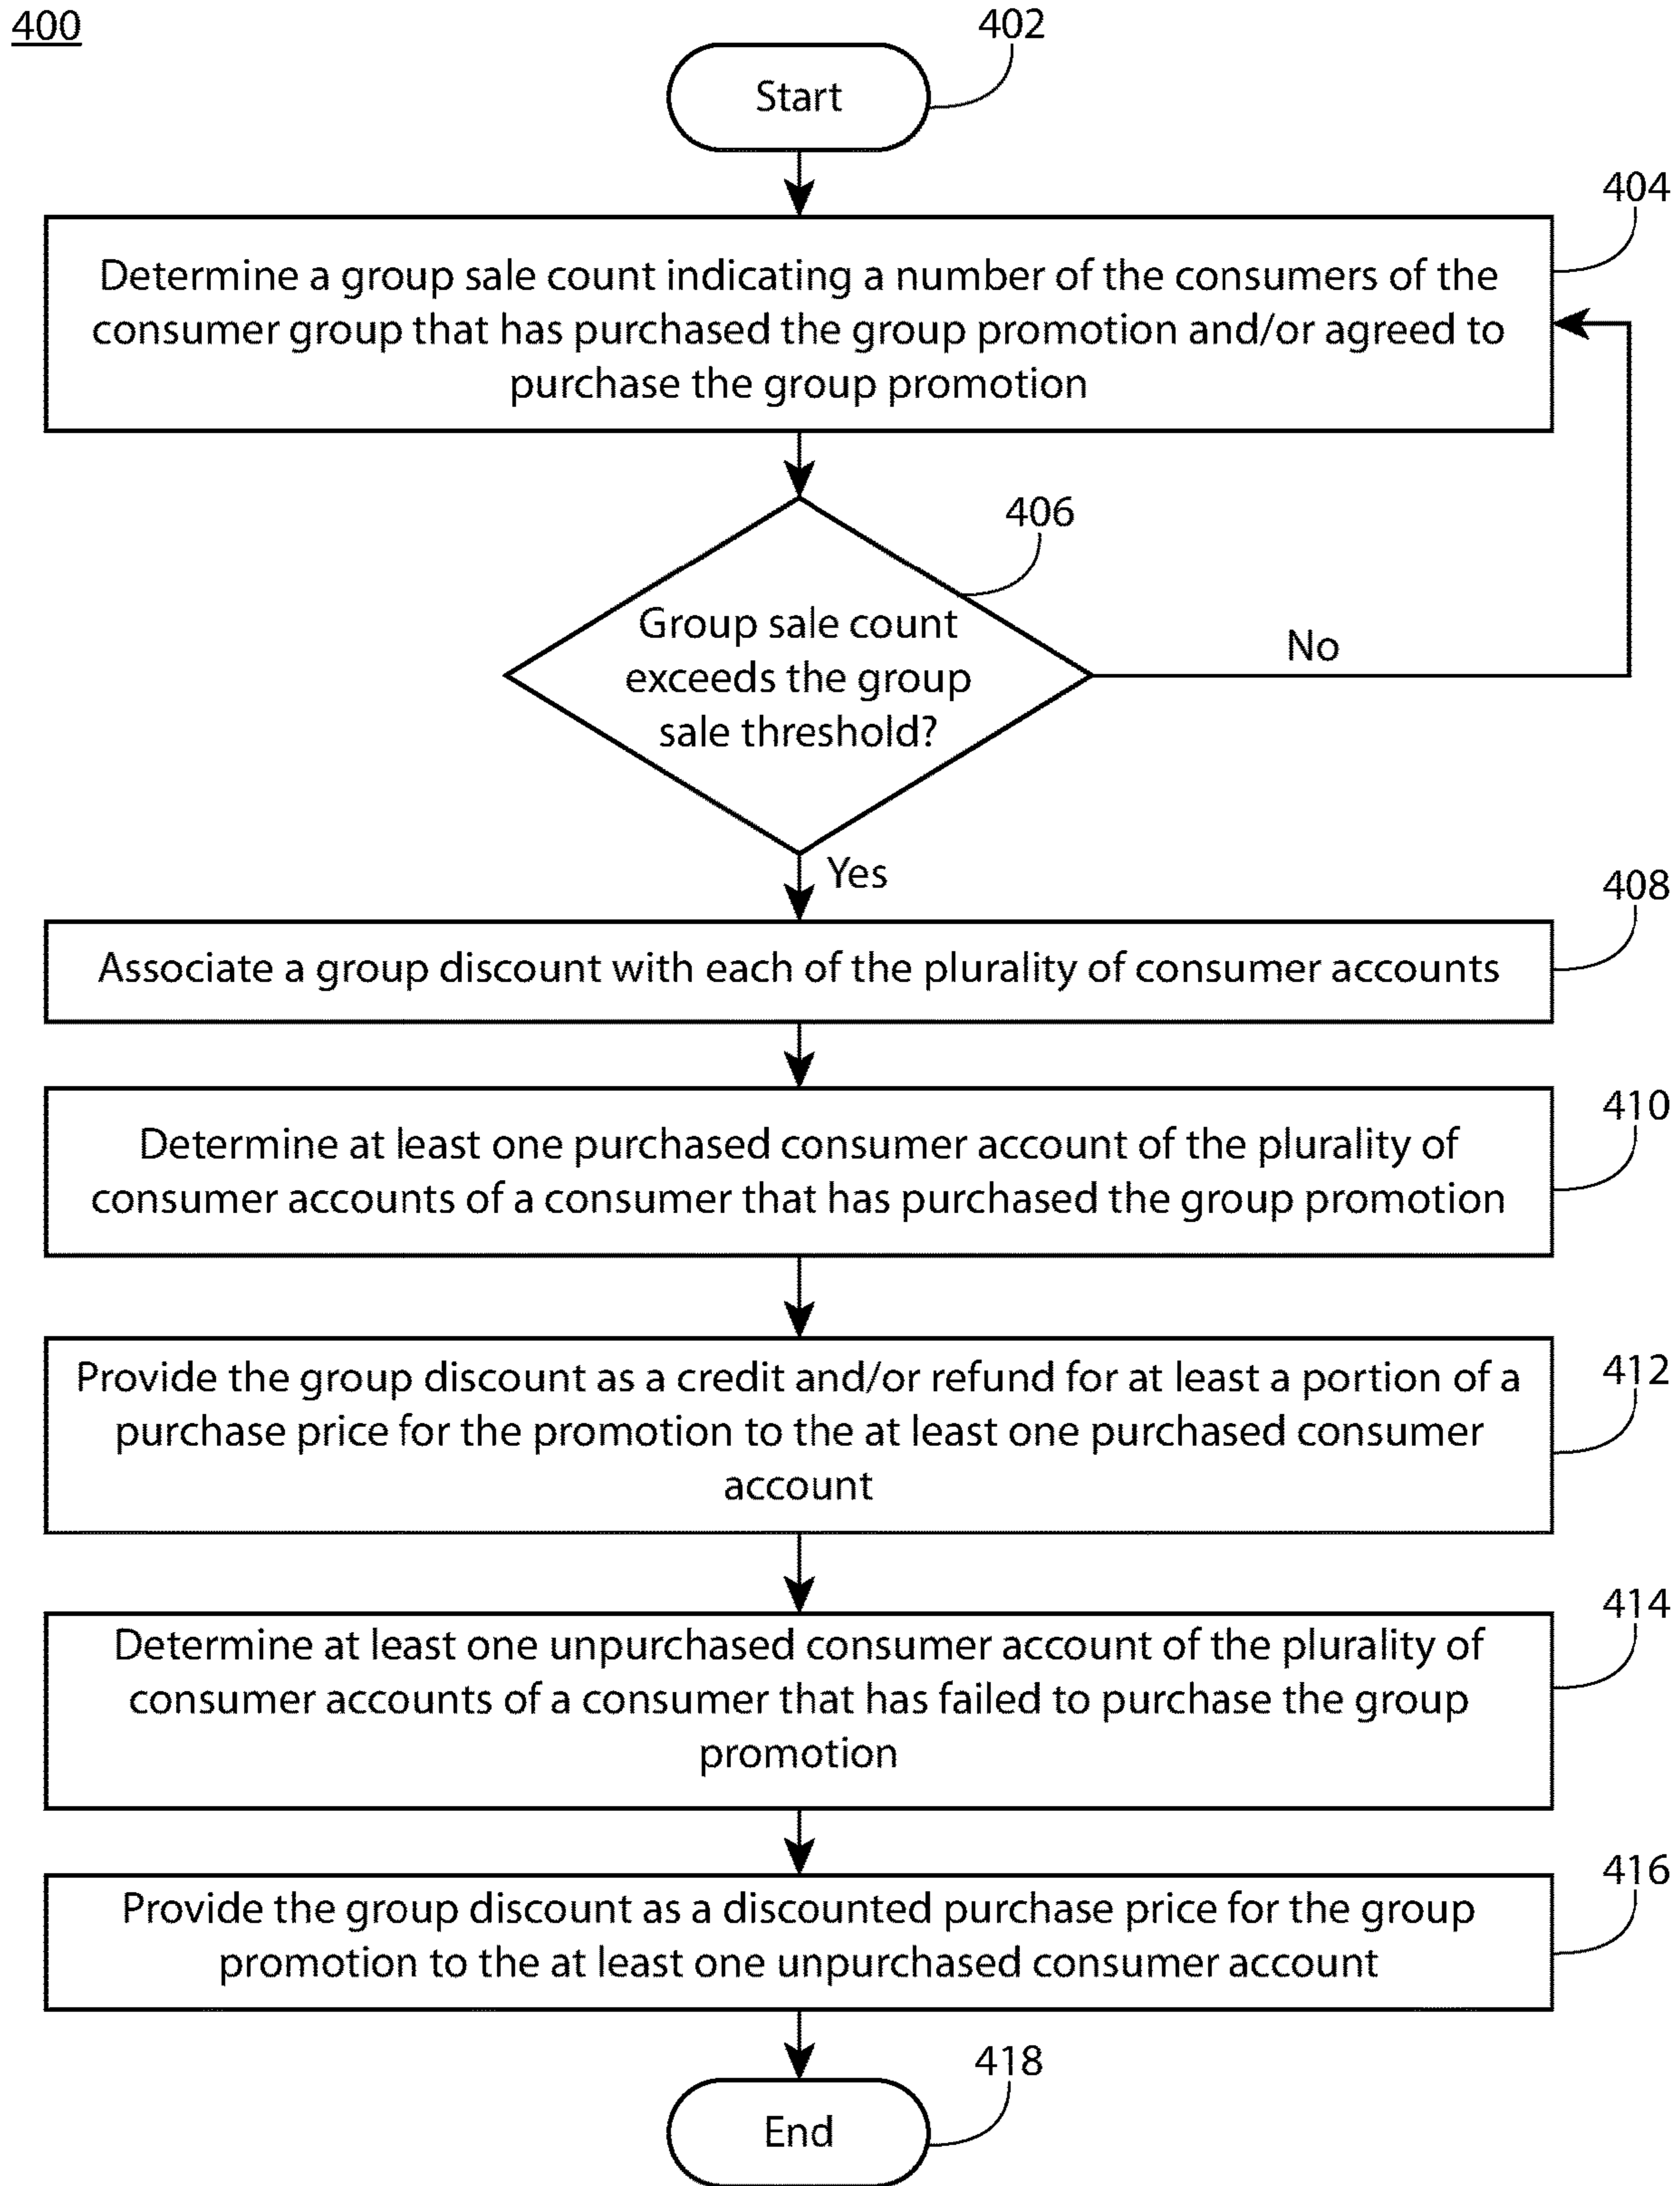 400
402
Start
404
Determine a group sale count indicating a number of the consumers of the
consumer group that has purchased the group promotion and/or agreed to
purchase the group promotion
406
Group sale count
exceeds the group
sale threshold?
No
Yes
408
Associate a group discount with each of the plurality of consumer accounts
410
Determine at least one purchased consumer account of the plurality of
consumer accounts of a consumer that has purchased the group promotion
412
Provide the group discount as a credit and/or refund for at least a portion of a
purchase price for the promotion to the at least one purchased consumer
account
414
Determine at least one unpurchased consumer account of the plurality of
consumer accounts of a consumer that has failed to purchase the group
promotion
416
Provide the group discount as a discounted purchase price for the group
promotion to the at least one unpurchased consumer account
418
End